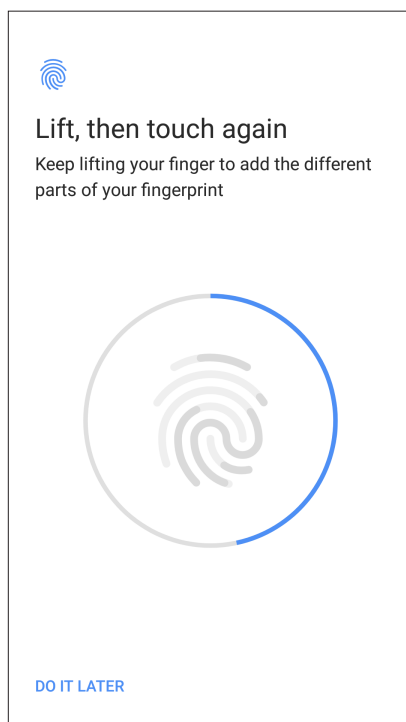 Lift, then touch again
Keep lifting your finger to add the different
parts of your fingerprint
DO IT LATER